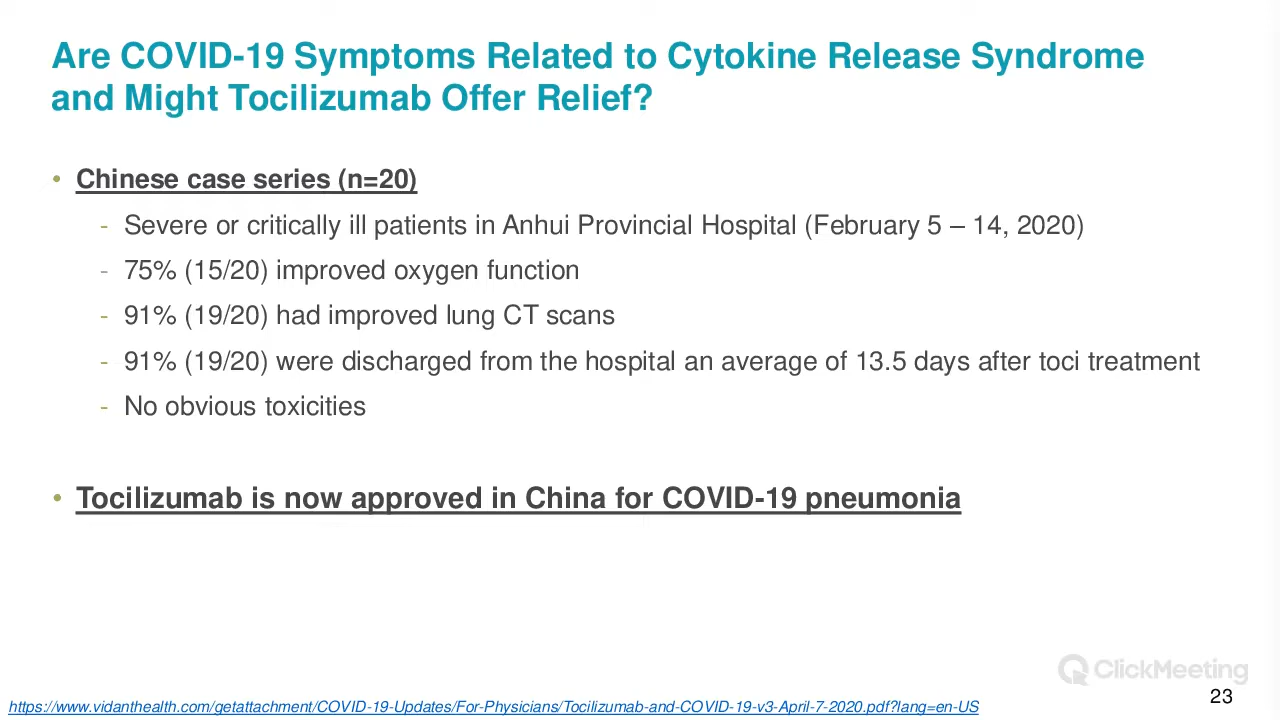 Are COVID-19 Symptoms Related to Cytokine Release Syndrome
and Might Tocilizumab Offer Relief?
• Chinese case series (n=20)
- Severe or critically ill patients in Anhui Provincial Hospital (February 5 – 14, 2020)
- 75% (15/20) improved oxygen function
- 91% (19/20) had improved lung CT scans
- 91% (19/20) were discharged from the hospital an average of 13.5 days after toci treatment
- No obvious toxicities
• Tocilizumab is now approved in China for COVID-19 pneumonia
ClickMeeting
23
https://www.vidanthealth.com/getattachment/COVID-19-Updates/For-Physicians/Tocilizumab-and-COVID-19-v3-April-7-2020.pdf?lang=en-US